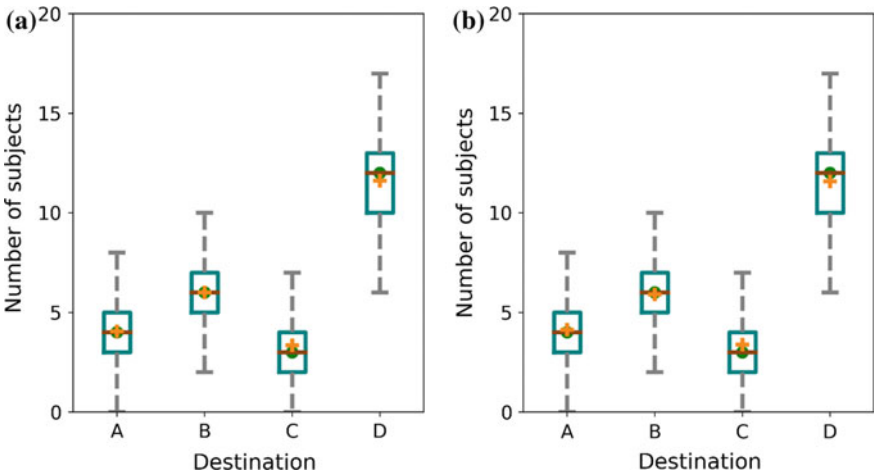 (a)
20
15
10
5
0
Number of subjects
A B C D
Destination
(b)
20
15
10
5
0
Number of subjects
A B C D
Destination